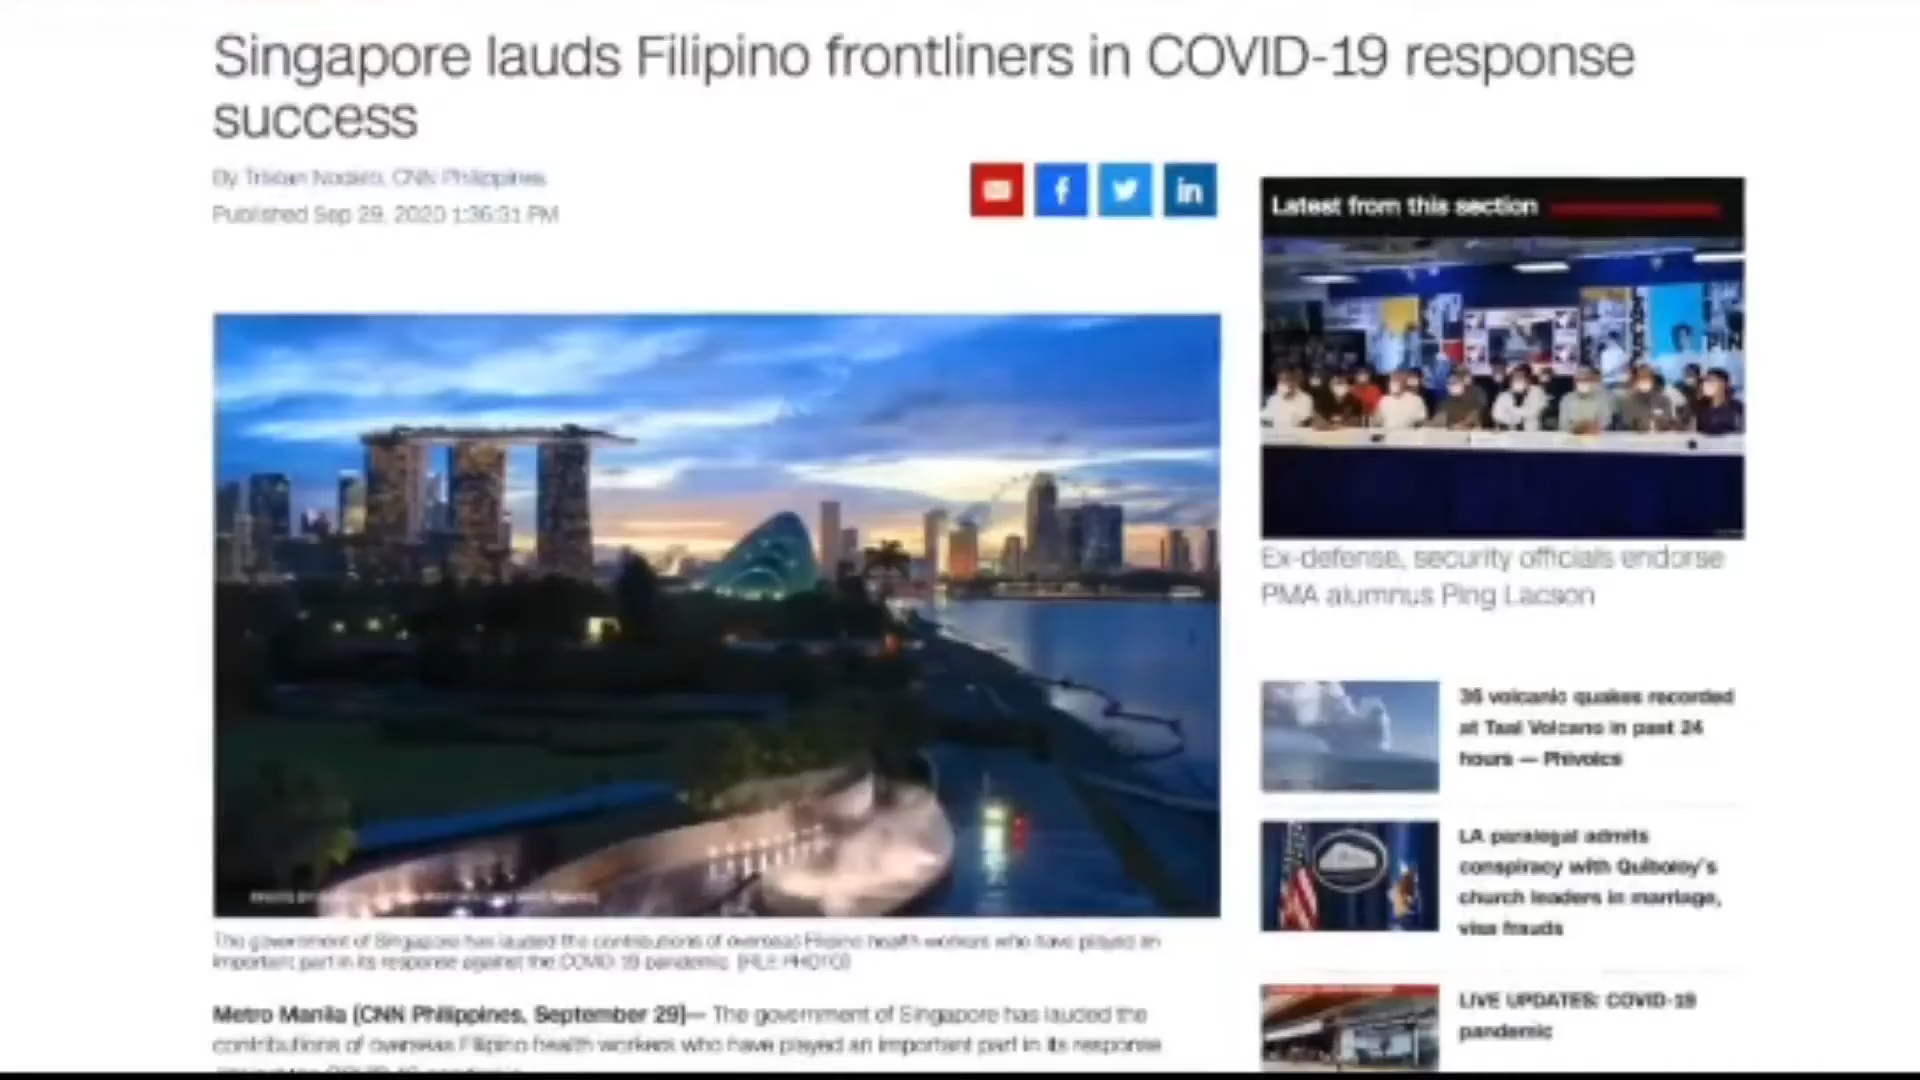 Singapore lauds Filipino frontliners in COVID-19 response
success
By Tristan Nodalo, CNN Philippines
Published Sep 29, 2020 1:36:31 PM
Latest from this section
Ex-defense, security officials endorse
PMA alumnus Ping Lacson
36 volcanic quakes recorded
at Taal Volcano in past 24
hours — Phivolcs
LA paralegal admits
conspiracy with Quiboloy's
church leaders in marriage,
visa frauds
LIVE UPDATES: COVID-19
pandemic
The government of Singapore has lauded the contributions of overseas Filipino health workers who have played an
important part in its response against the COVID-19 pandemic. (FILE PHOTO)
Metro Manila (CNN Philippines, September 29)— The government of Singapore has lauded the
contributions of overseas Filipino health workers who have played an important part in its response